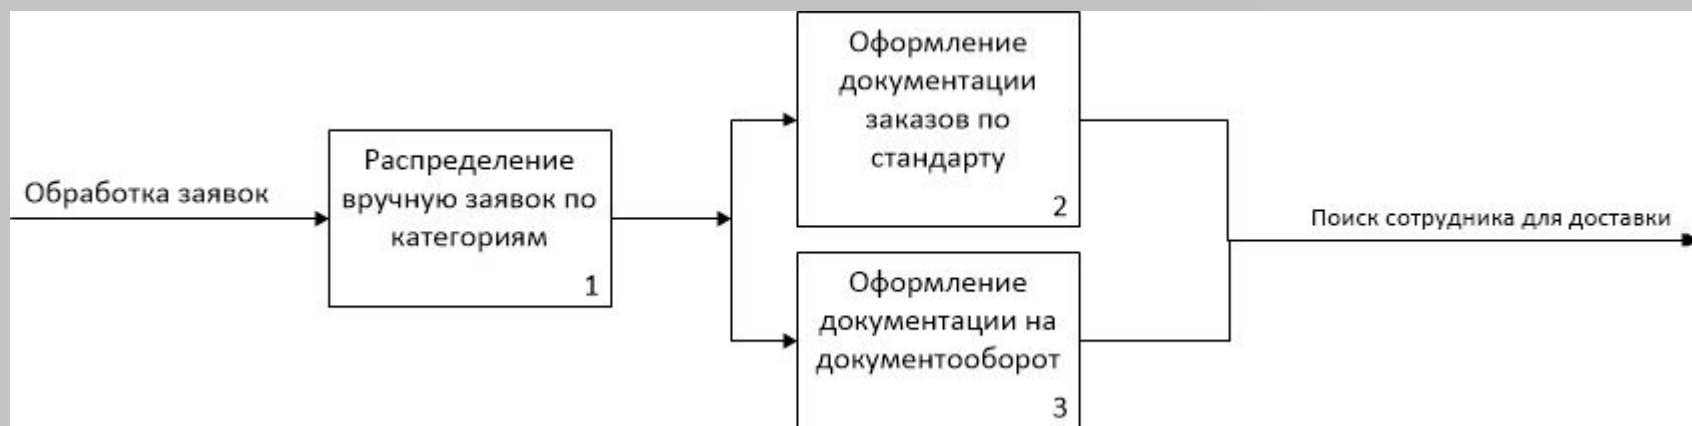 Обработка заявок
Распределение
вручную заявок по
категориям
1
Оформление
документации
заказов по
стандарту
2
Оформление
документации на
документооборот
3
Поиск сотрудника для доставки